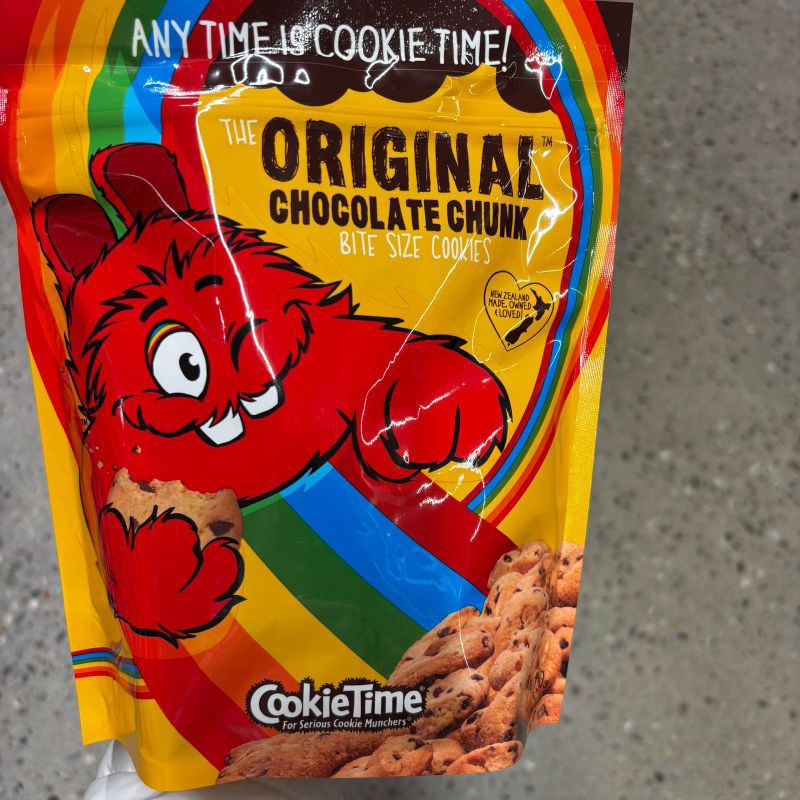 ANY TIME IS COOKIE TIME!
THE ORIGINAL™
CHOCOLATE CHUNK
BITE SIZE COOKIES
NEW ZEALAND
MADE, OWNED
& LOVED!
CookieTime®
For Serious Cookie Munchers®